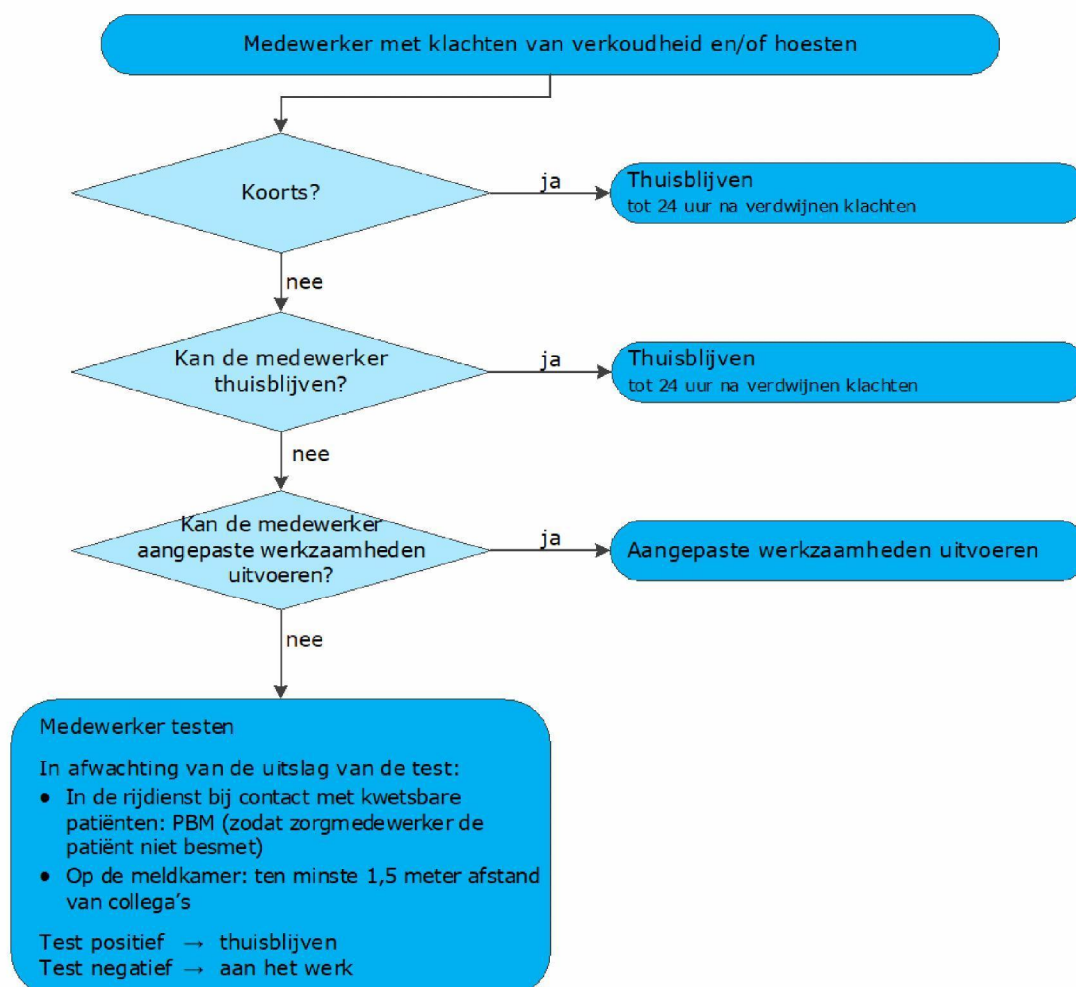 Medewerker met klachten van verkoudheid en/of hoesten
Koorts?
ja
Thuisblijven
tot 24 uur na verdwijnen klachten
nee
Kan de medewerker
thuisblijven?
ja
Thuisblijven
tot 24 uur na verdwijnen klachten
nee
Kan de medewerker
aangepaste werkzaamheden
uitvoeren?
ja
Aangepaste werkzaamheden uitvoeren
nee
Medewerker testen
In afwachting van de uitslag van de test:
● In de rijdienst bij contact met kwetsbare
patiënten: PBM (zodat zorgmedewerker de
patiënt niet besmet)
● Op de meldkamer: ten minste 1,5 meter afstand
van collega's
Test positief → thuisblijven
Test negatief → aan het werk